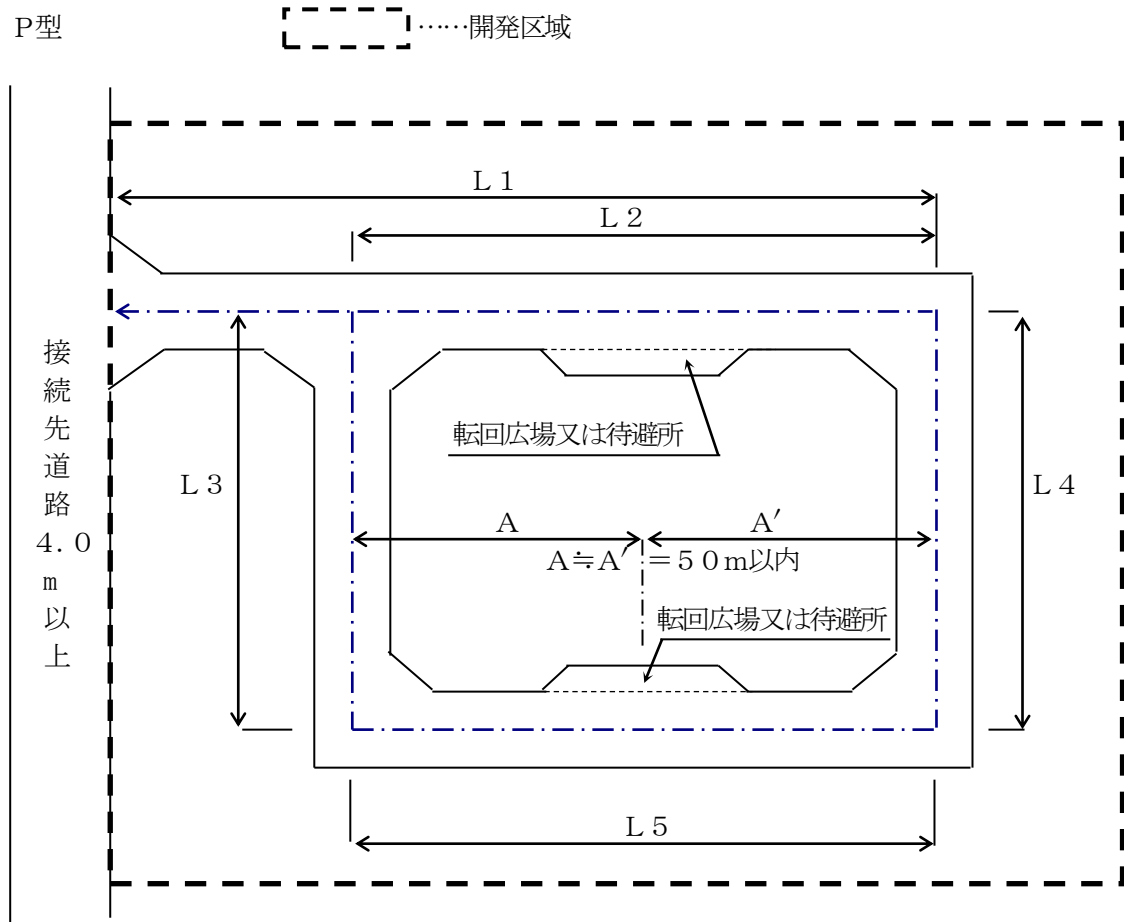 Ｐ型
……開発区域
Ｌ１
Ｌ２
接続先道路４.０ｍ以上
転回広場又は待避所
Ｌ３
Ｌ４
Ａ
Ａ′
Ａ≒Ａ′＝５０ｍ以内
転回広場又は待避所
Ｌ５